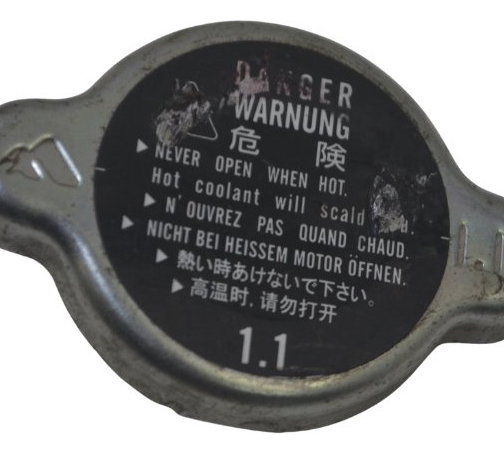 DANGER
WARNUNG
危 険
▶NEVER OPEN WHEN HOT.
Hot coolant will scald
▶N'OUVREZ PAS QUAND CHAUD.
▶NICHT BEI HEISSEM MOTOR ÖFFNEN.
▶熱い時あけないで下さい。
▶高温时.请勿打开
1.1